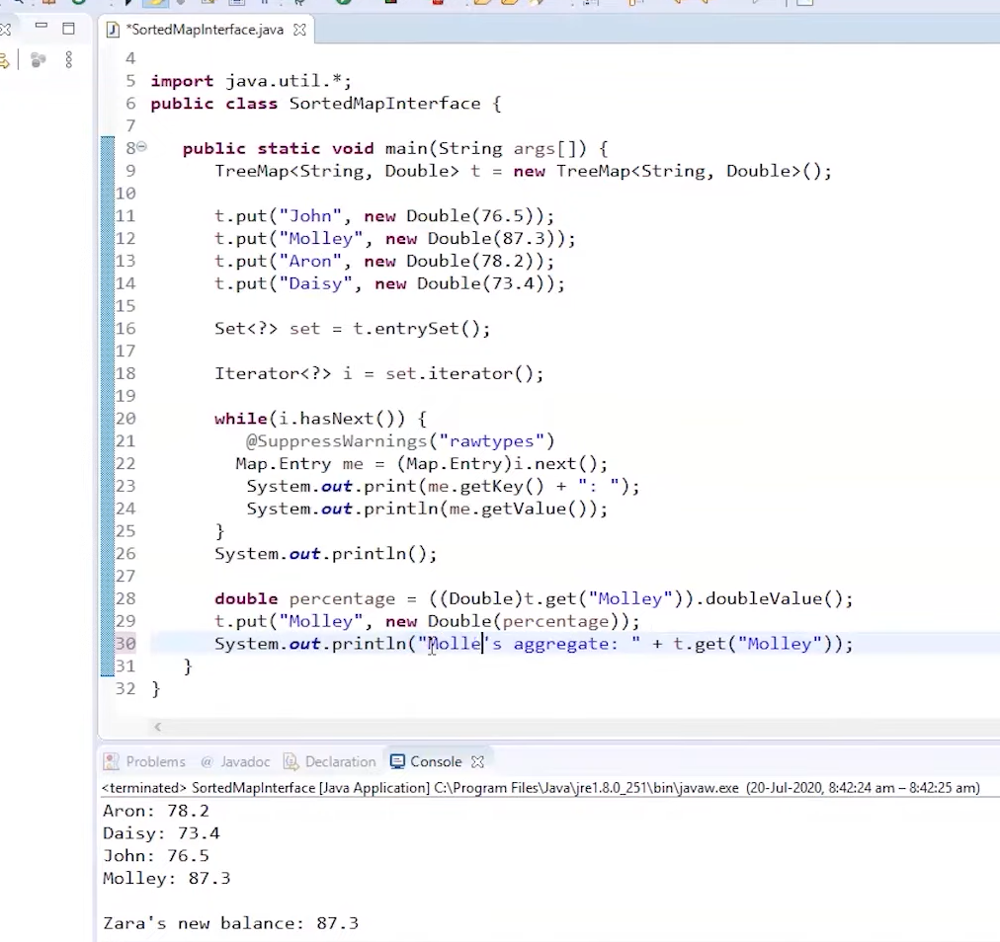 *SortedMapInterface.java
4
5 import java.util.*;
6 public class SortedMapInterface {
7
8 public static void main(String args[]) {
9 TreeMap<String, Double> t = new TreeMap<String, Double>();
10
11 t.put("John", new Double(76.5));
12 t.put("Molley", new Double(87.3));
13 t.put("Aron", new Double(78.2));
14 t.put("Daisy", new Double(73.4));
15
16 Set<?> set = t.entrySet();
17
18 Iterator<?> i = set.iterator();
19
20 while(i.hasNext()) {
21 @SuppressWarnings("rawtypes")
22 Map.Entry me = (Map.Entry)i.next();
23 System.out.print(me.getKey() + ": ");
24 System.out.println(me.getValue());
25 }
26 System.out.println();
27
28 double percentage = ((Double)t.get("Molley")).doubleValue();
29 t.put("Molley", new Double(percentage));
30 System.out.println("Molle's aggregate: " + t.get("Molley"));
31 }
32 }
Problems @ Javadoc Declaration Console
<terminated> SortedMapInterface [Java Application] C:\Program Files\Java\jre1.8.0_251\bin\javaw.exe (20-Jul-2020, 8:42:24 am – 8:42:25 am)
Aron: 78.2
Daisy: 73.4
John: 76.5
Molley: 87.3
Zara's new balance: 87.3